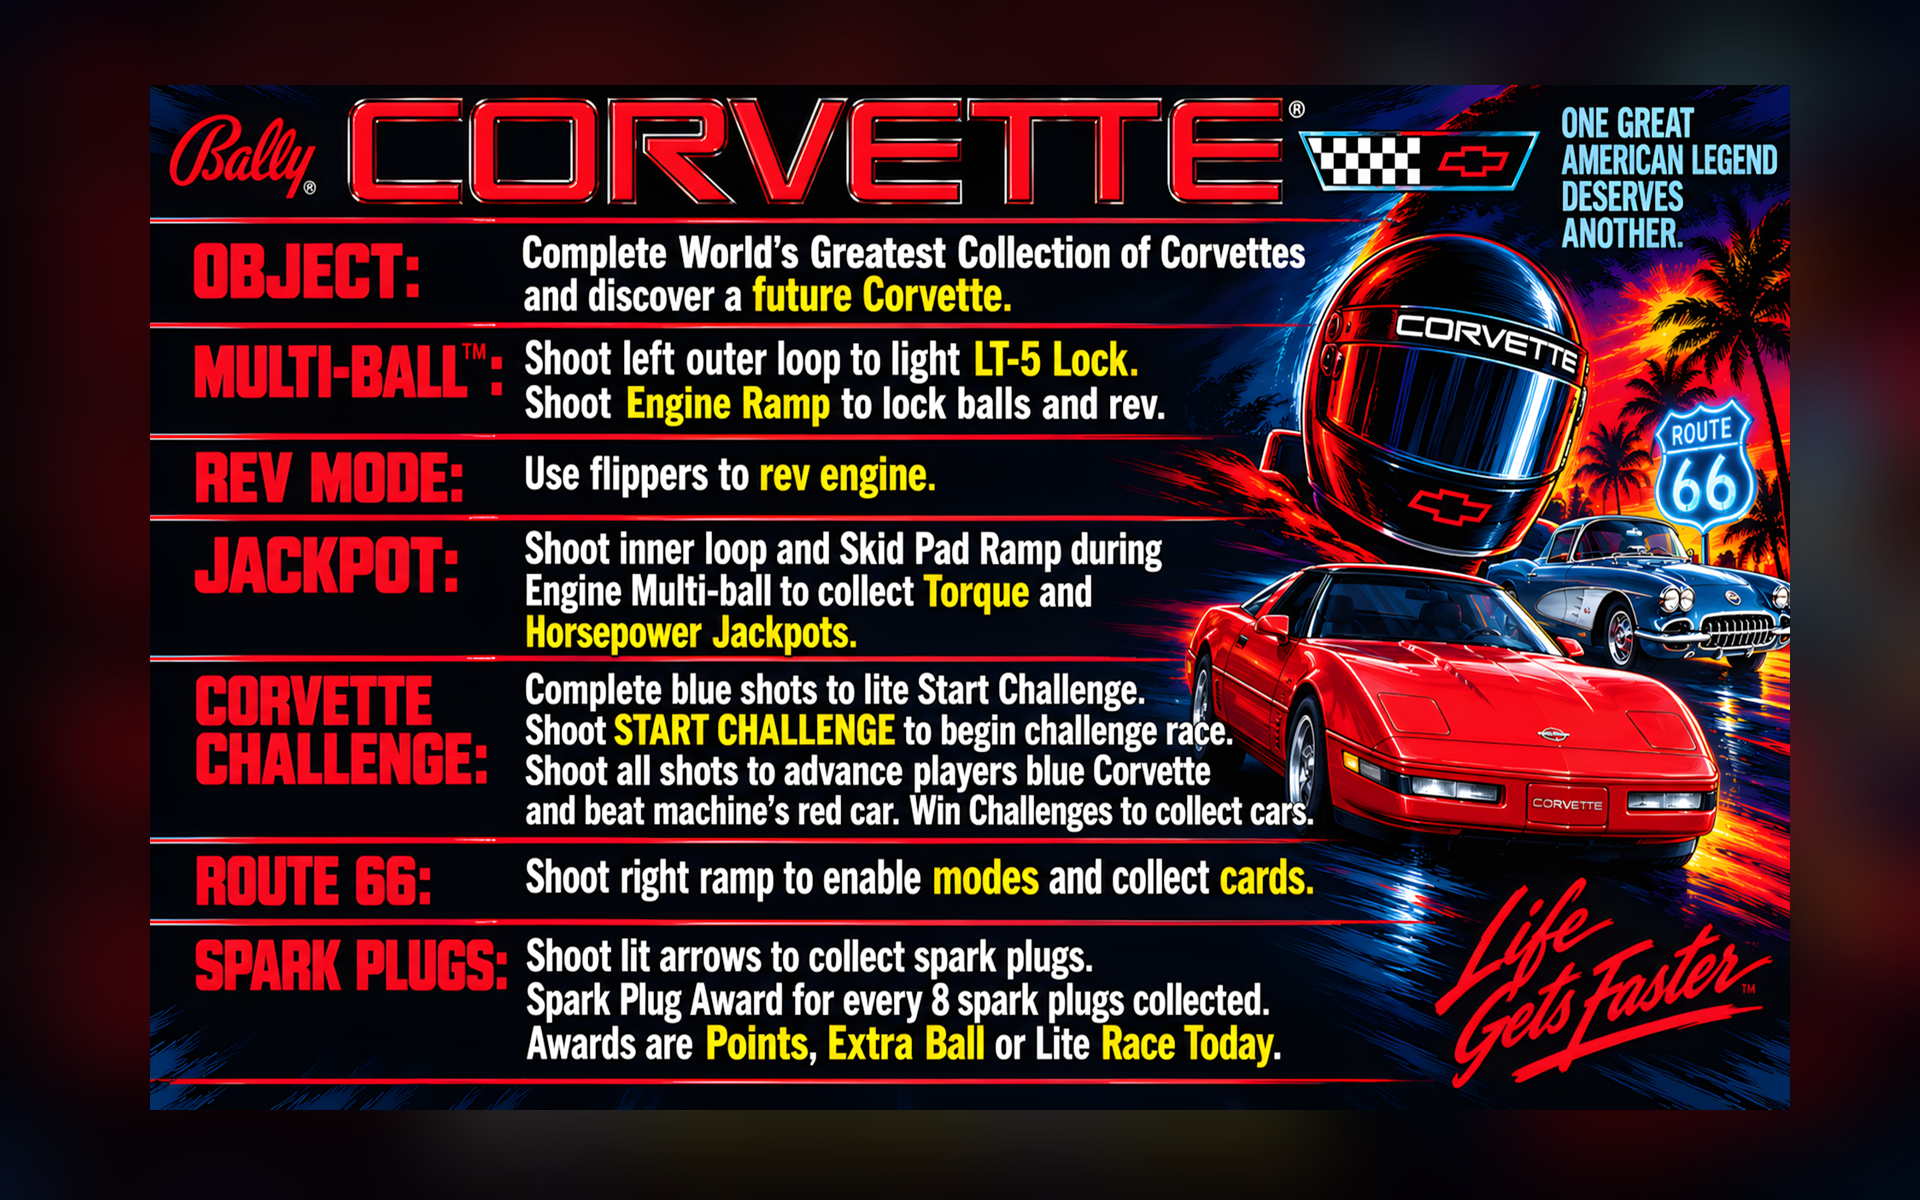 Bally®
CORVETTE®
ONE GREAT
AMERICAN LEGEND
DESERVES
ANOTHER.
OBJECT:
Complete World's Greatest Collection of Corvettes
and discover a future Corvette.
MULTI-BALL™:
Shoot left outer loop to light LT-5 Lock.
Shoot Engine Ramp to lock balls and rev.
REV MODE:
Use flippers to rev engine.
JACKPOT:
Shoot inner loop and Skid Pad Ramp during
Engine Multi-ball to collect Torque and
Horsepower Jackpots.
CORVETTE
CHALLENGE:
Complete blue shots to lite Start Challenge.
Shoot START CHALLENGE to begin challenge race.
Shoot all shots to advance players blue Corvette
and beat machine's red car. Win Challenges to collect cars.
ROUTE 66:
Shoot right ramp to enable modes and collect cards.
SPARK PLUGS:
Shoot lit arrows to collect spark plugs.
Spark Plug Award for every 8 spark plugs collected.
Awards are Points, Extra Ball or Lite Race Today.
CORVETTE
ROUTE
66
CORVETTE
Life
Gets Faster™